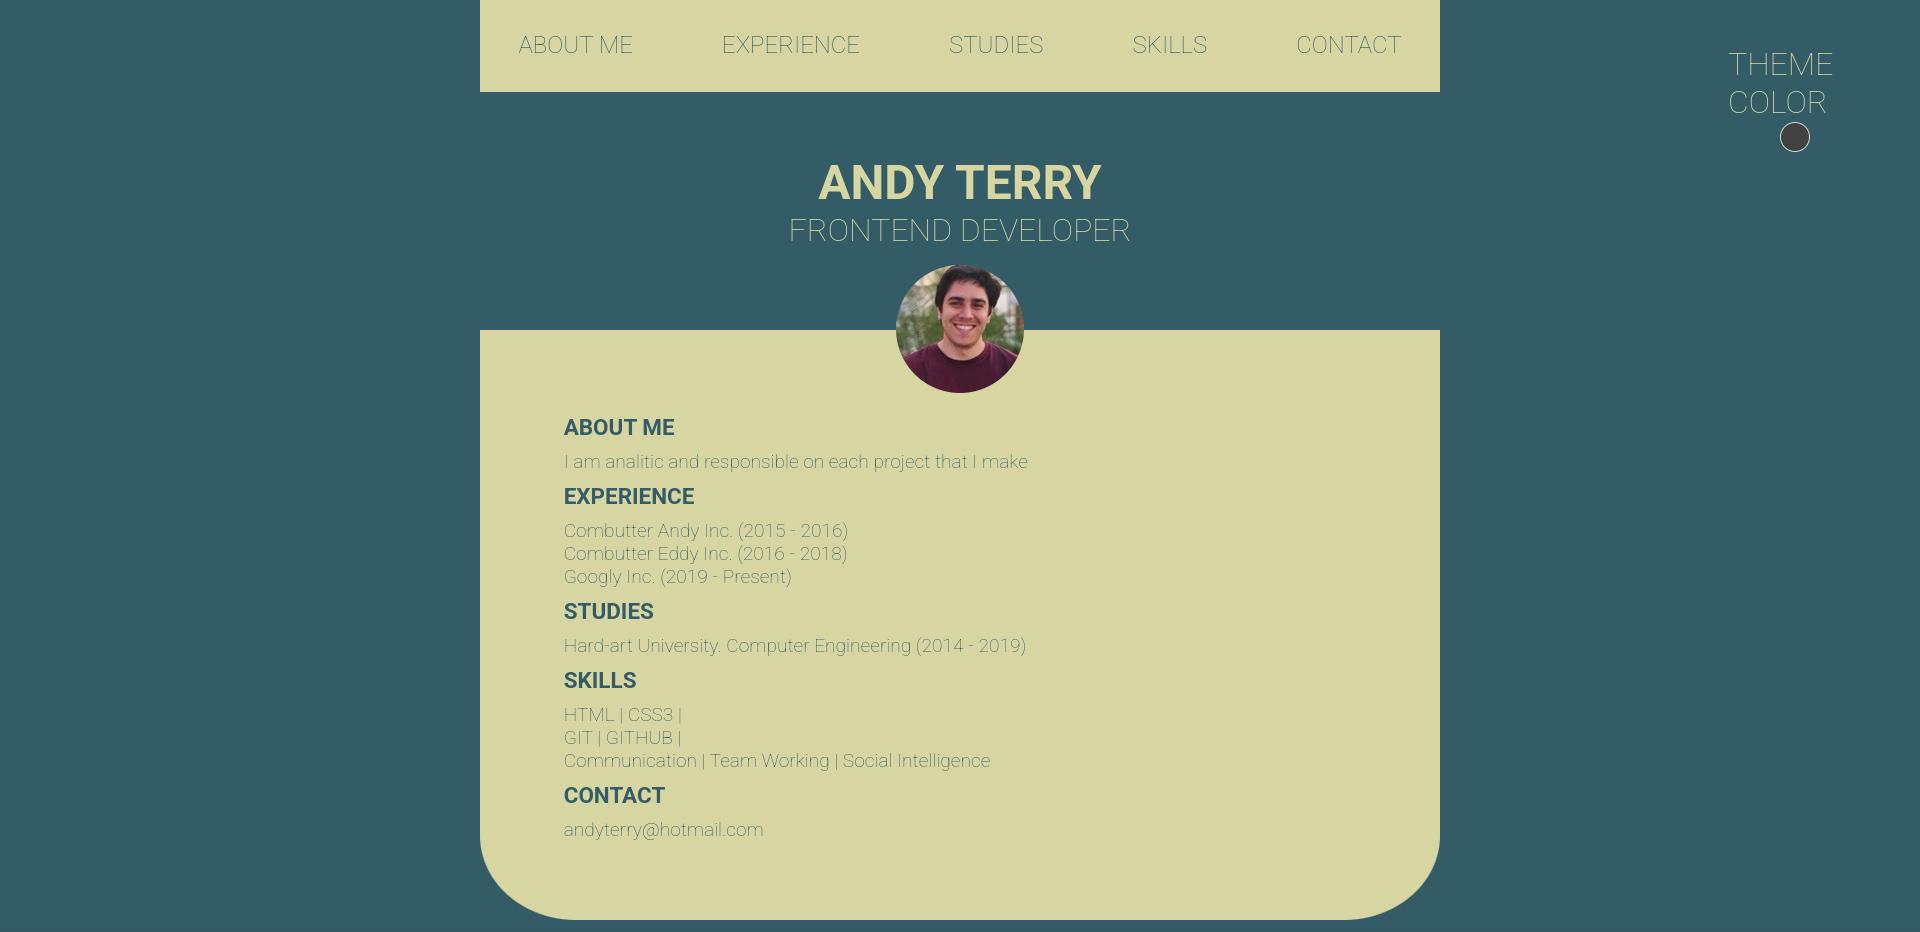 ABOUT ME EXPERIENCE STUDIES SKILLS CONTACT
THEME
COLOR
ANDY TERRY
FRONTEND DEVELOPER
ABOUT ME
I am analitic and responsible on each project that I make
EXPERIENCE
Combutter Andy Inc. (2015 - 2016)
Combutter Eddy Inc. (2016 - 2018)
Googly Inc. (2019 - Present)
STUDIES
Hard-art University. Computer Engineering (2014 - 2019)
SKILLS
HTML | CSS3 |
GIT | GITHUB |
Communication | Team Working | Social Intelligence
CONTACT
andyterry@hotmail.com